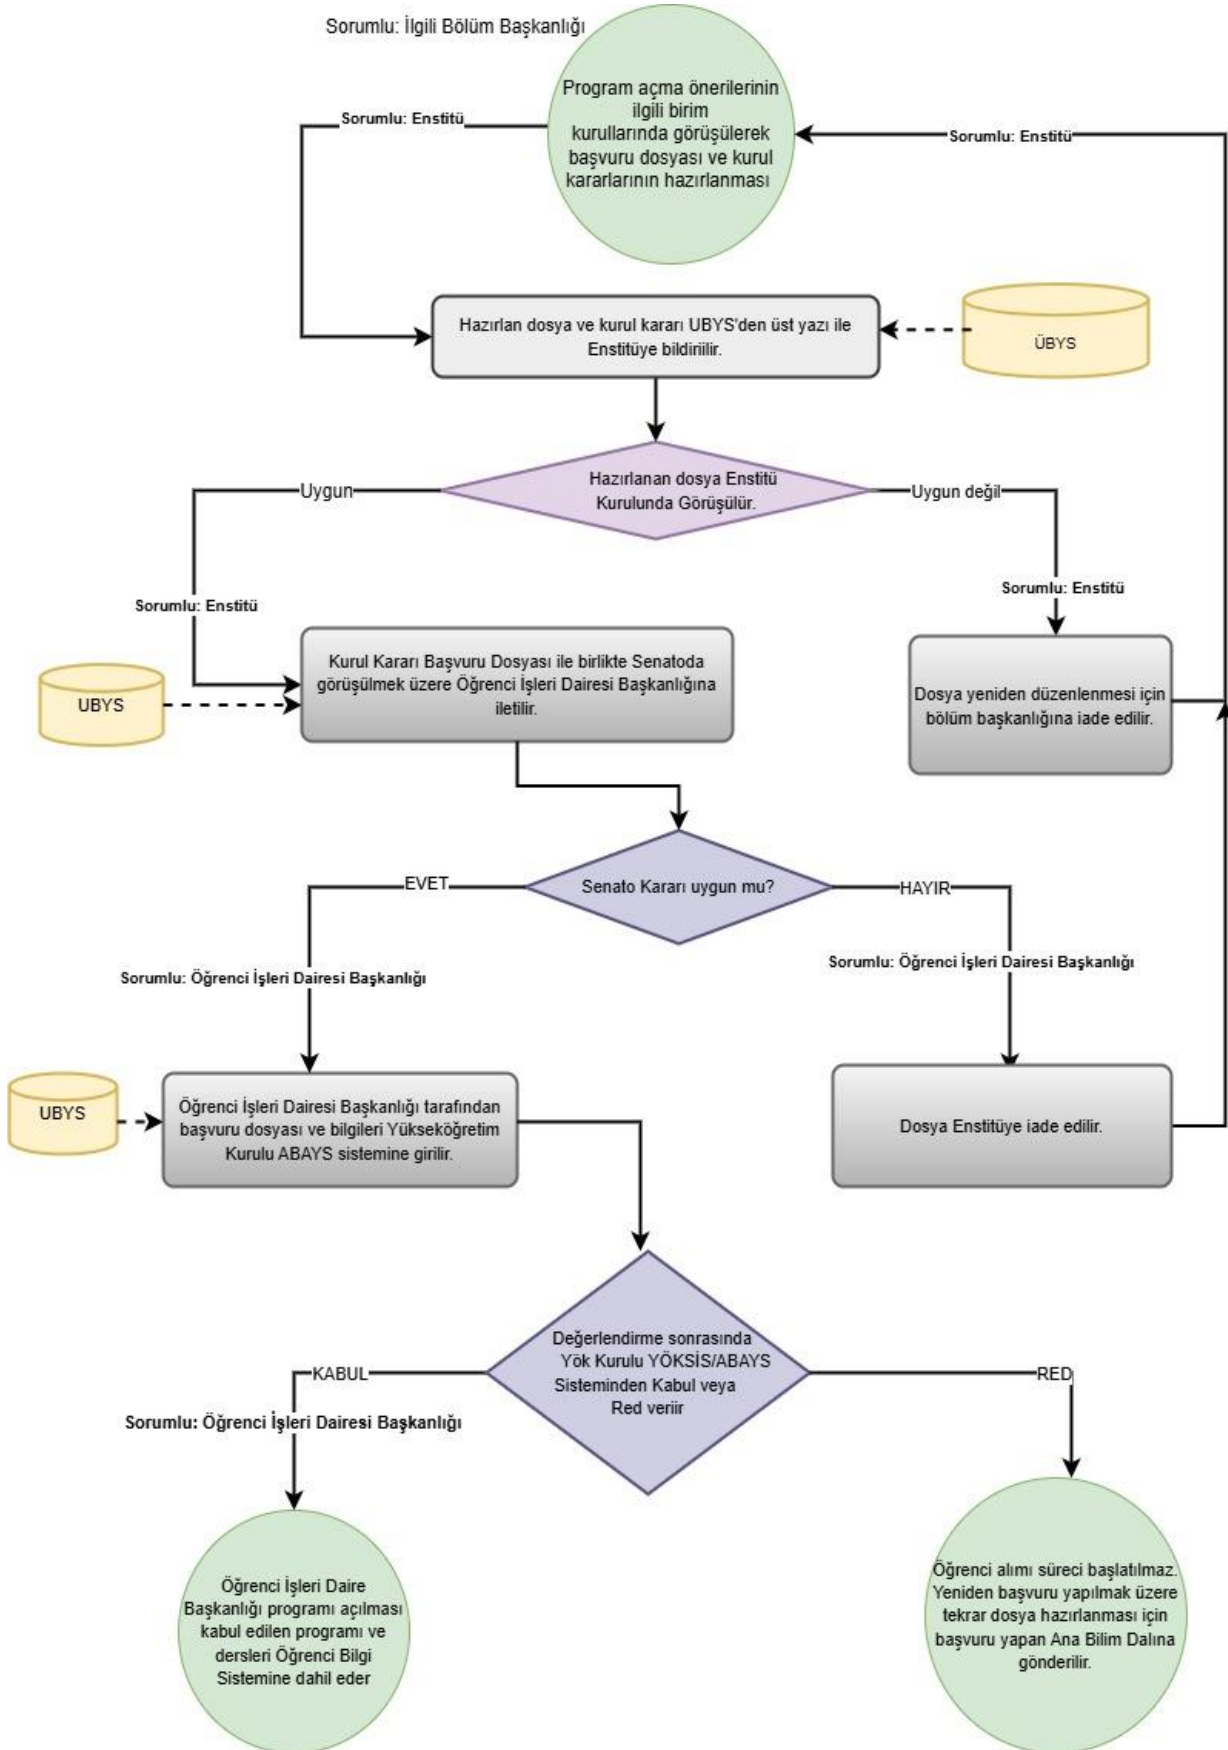 Sorumlu: İlgili Bölüm Başkanlığı
Program açma önerilerinin
ilgili birim
kurullarında görüşülerek
başvuru dosyası ve kurul
kararlarının hazırlanması
Sorumlu: Enstitü
Sorumlu: Enstitü
Hazırlan dosya ve kurul kararı UBYS'den üst yazı ile
Enstitüye bildiriilir.
ÜBYS
Hazırlanan dosya Enstitü
Kurulunda Görüşülür.
Uygun
Uygun değil
Sorumlu: Enstitü
Sorumlu: Enstitü
Kurul Kararı Başvuru Dosyası ile birlikte Senatoda
görüşülmek üzere Öğrenci İşleri Dairesi Başkanlığına
iletilir.
UBYS
Dosya yeniden düzenlenmesi için
bölüm başkanlığına iade edilir.
Senato Kararı uygun mu?
EVET
HAYIR
Sorumlu: Öğrenci İşleri Dairesi Başkanlığı
Sorumlu: Öğrenci İşleri Dairesi Başkanlığı
UBYS
Öğrenci İşleri Dairesi Başkanlığı tarafından
başvuru dosyası ve bilgileri Yükseköğretim
Kurulu ABAYS sistemine girilir.
Dosya Enstitüye iade edilir.
Değerlendirme sonrasında
Yök Kurulu YÖKSİS/ABAYS
Sisteminden Kabul veya
Red veriir
KABUL
RED
Sorumlu: Öğrenci İşleri Dairesi Başkanlığı
Öğrenci İşleri Daire
Başkanlığı programı açılması
kabul edilen programı ve
dersleri Öğrenci Bilgi
Sistemine dahil eder
Öğrenci alımı süreci başlatılmaz.
Yeniden başvuru yapılmak üzere
tekrar dosya hazırlanması için
başvuru yapan Ana Bilim Dalına
gönderilir.